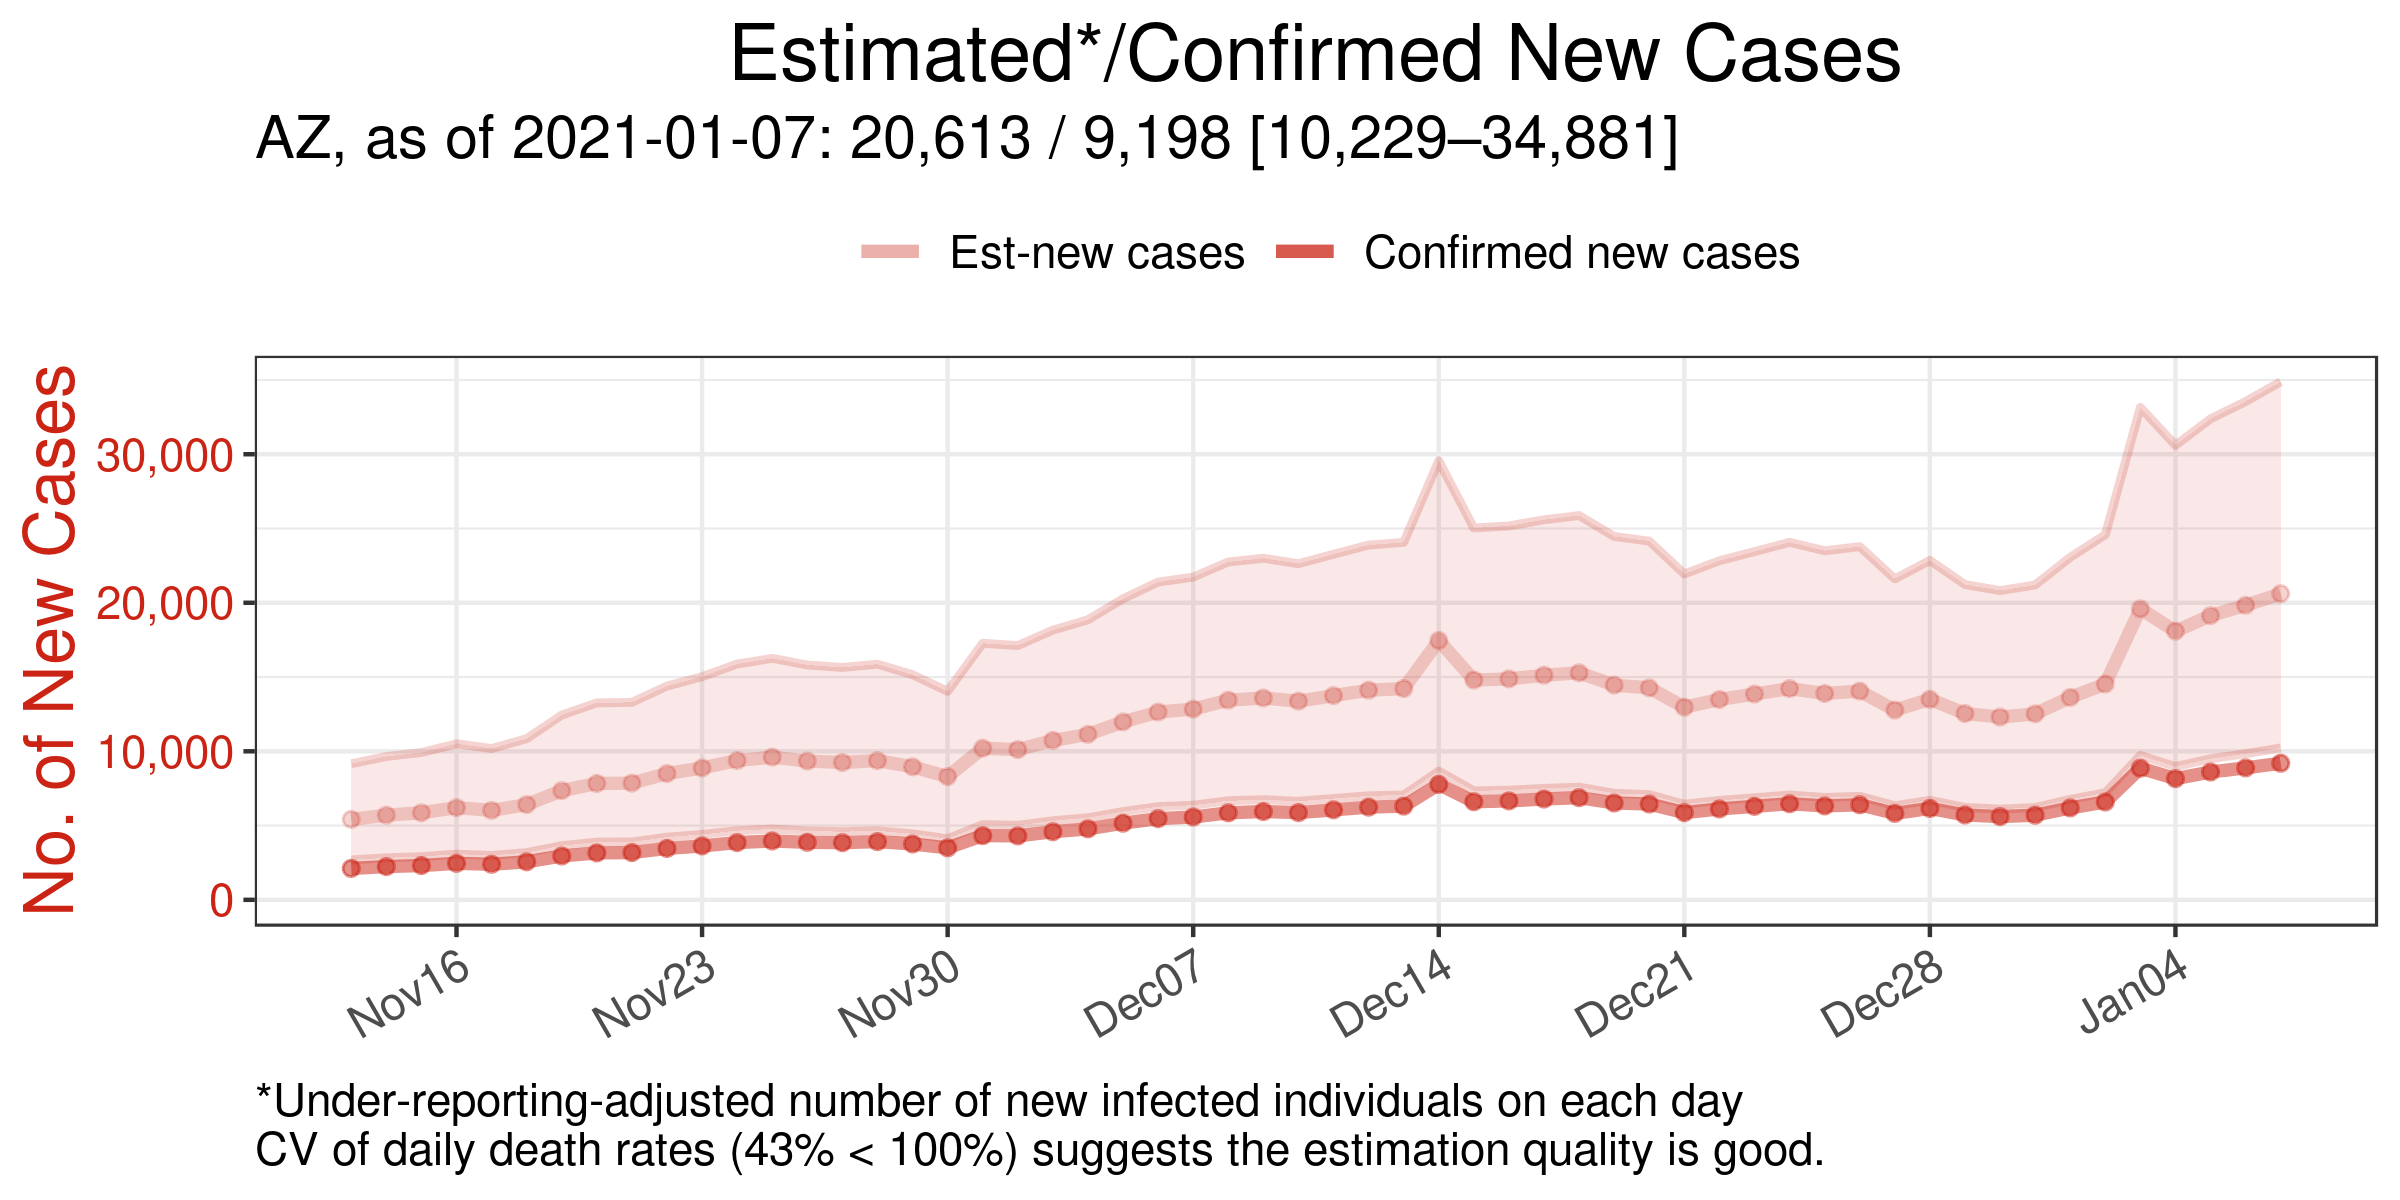 Estimated*/Confirmed New Cases
AZ, as of 2021-01-07: 20,613 / 9,198 [10,229–34,881]
Est-new cases
Confirmed new cases
No. of New Cases
30,000
20,000
10,000
0
Nov16
Nov23
Nov30
Dec07
Dec14
Dec21
Dec28
Jan04
*Under-reporting-adjusted number of new infected individuals on each day
CV of daily death rates (43% < 100%) suggests the estimation quality is good.